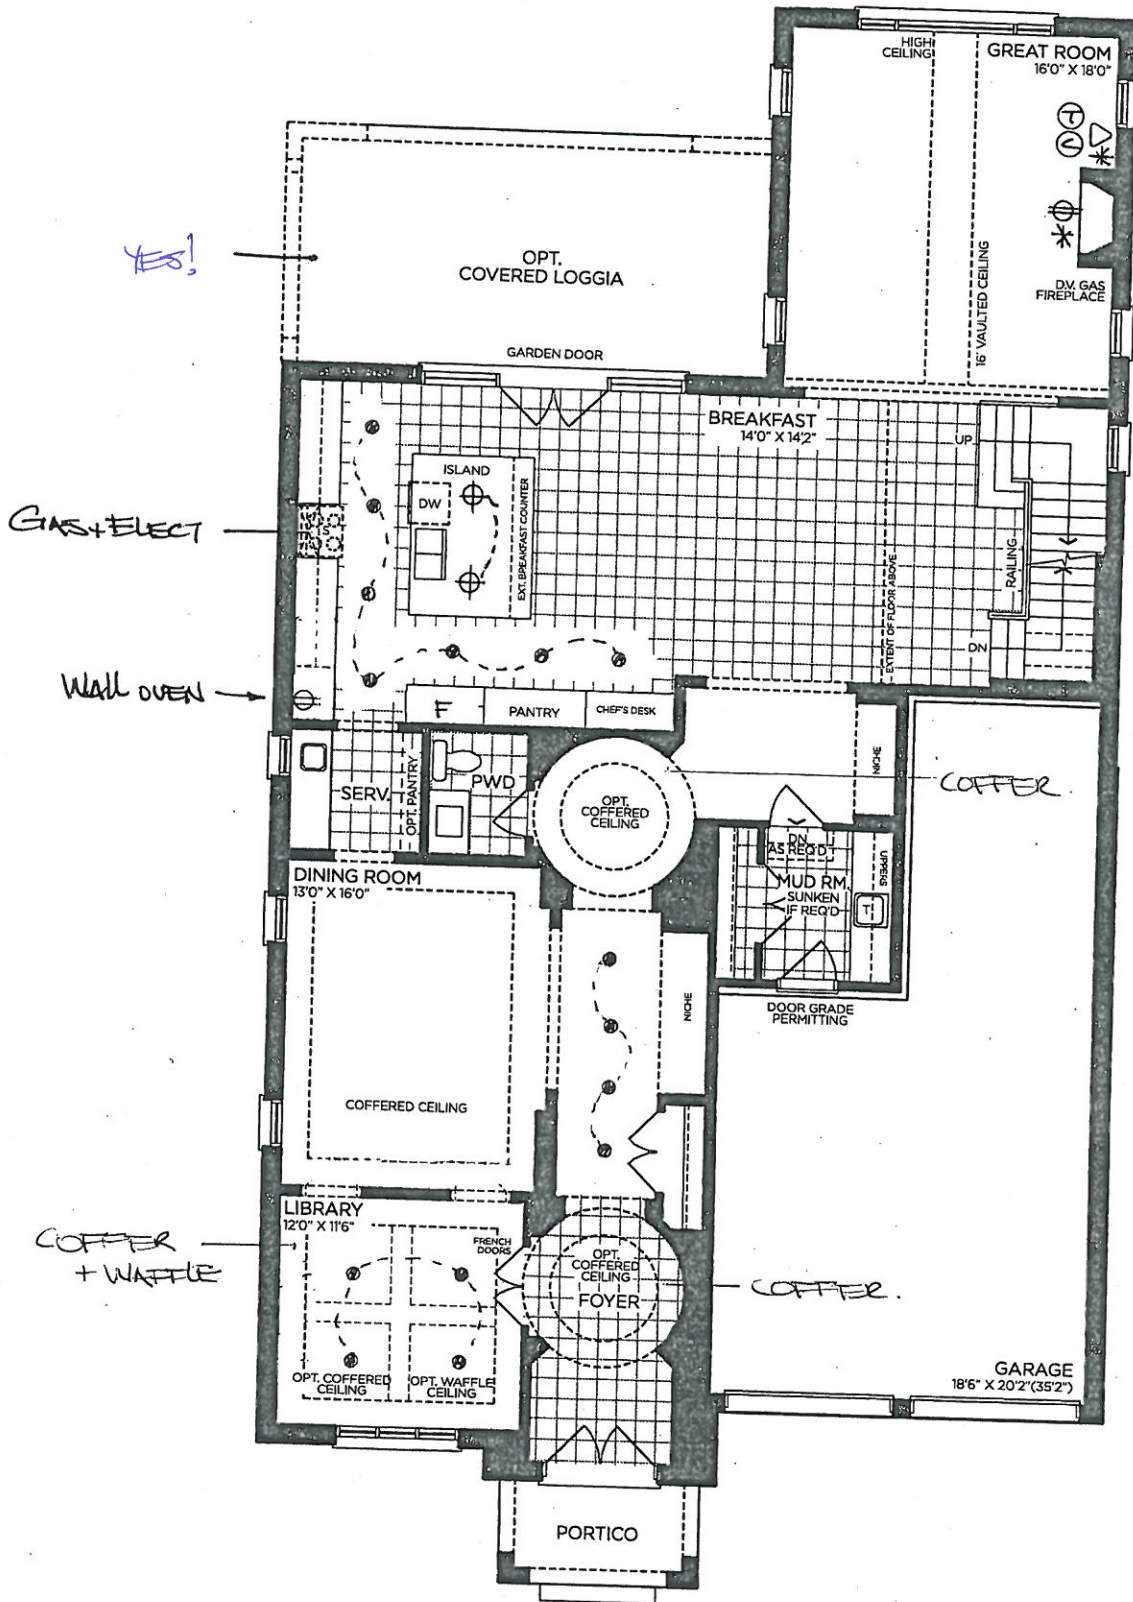 HIGH
CEILING
GREAT ROOM
16'0" X 18'0"
T
C
YES!
OPT.
COVERED LOGGIA
16' VAULTED CEILING
D.V. GAS
FIREPLACE
GARDEN DOOR
BREAKFAST
14'0" X 14'2"
UP
ISLAND
DW
EXT. BREAKFAST COUNTER
GAS + ELECT
S
RAILING
EXTENT OF FLOOR ABOVE
DN
WALL OVEN
F
PANTRY
CHEF'S DESK
NICHE
COFFER.
SERV.
OPT. PANTRY
PWD
OPT.
COFFERED
CEILING
DN
AS REQ'D
UPPERS
MUD RM.
SUNKEN
IF REQ'D
T
DINING ROOM
13'0" X 16'0"
NICHE
DOOR GRADE
PERMITTING
COFFERED CEILING
LIBRARY
12'0" X 11'6"
FRENCH
DOORS
COFFER
+ WAFFLE
OPT.
COFFERED
CEILING
FOYER
COFFER.
OPT. COFFERED
CEILING
OPT. WAFFLE
CEILING
GARAGE
18'6" X 20'2"(35'2")
PORTICO